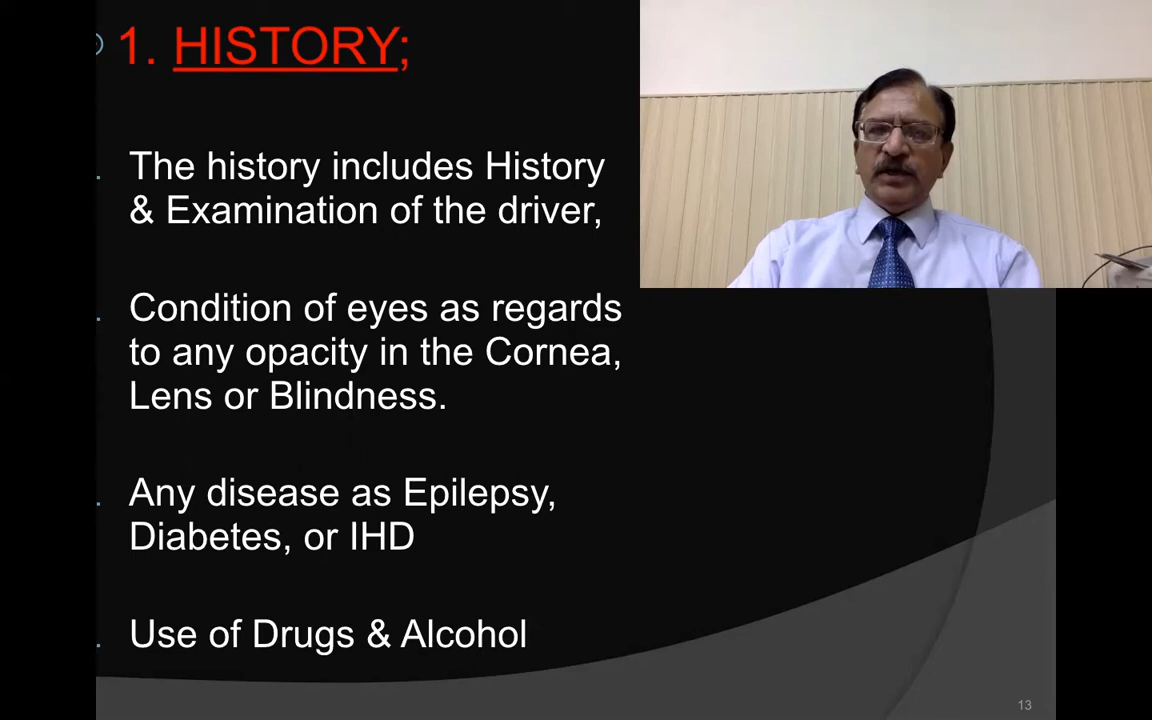 1. HISTORY;
The history includes History
& Examination of the driver,
Condition of eyes as regards
to any opacity in the Cornea,
Lens or Blindness.
Any disease as Epilepsy,
Diabetes, or IHD
Use of Drugs & Alcohol
13